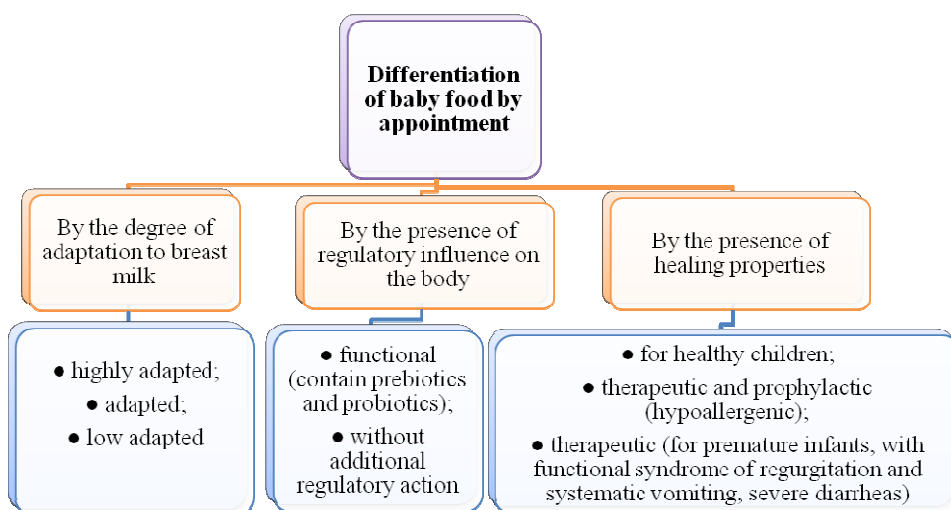 Differentiation
of baby food by
appointment
By the degree of
adaptation to breast
milk
By the presence of
regulatory influence on
the body
By the presence of
healing properties
● highly adapted;
● adapted;
● low adapted
● functional
(contain prebiotics
and probiotics);
● without
additional
regulatory action
● for healthy children;
● therapeutic and prophylactic
(hypoallergenic);
● therapeutic (for premature infants, with
functional syndrome of regurgitation and
systematic vomiting, severe diarrheas)